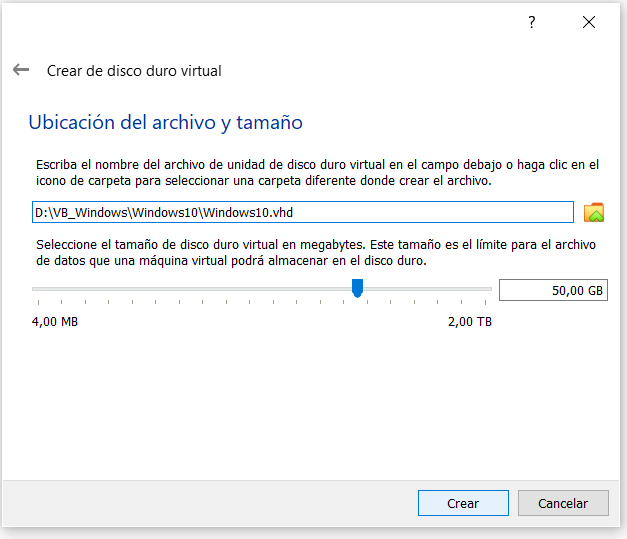 ?
Crear de disco duro virtual
Ubicación del archivo y tamaño
Escriba el nombre del archivo de unidad de disco duro virtual en el campo debajo o haga clic en el
icono de carpeta para seleccionar una carpeta diferente donde crear el archivo.
D:\VB_Windows\Windows10\Windows10.vhd
Seleccione el tamaño de disco duro virtual en megabytes. Este tamaño es el límite para el archivo
de datos que una máquina virtual podrá almacenar en el disco duro.
50,00 GB
4,00 MB 2,00 TB
Crear Cancelar